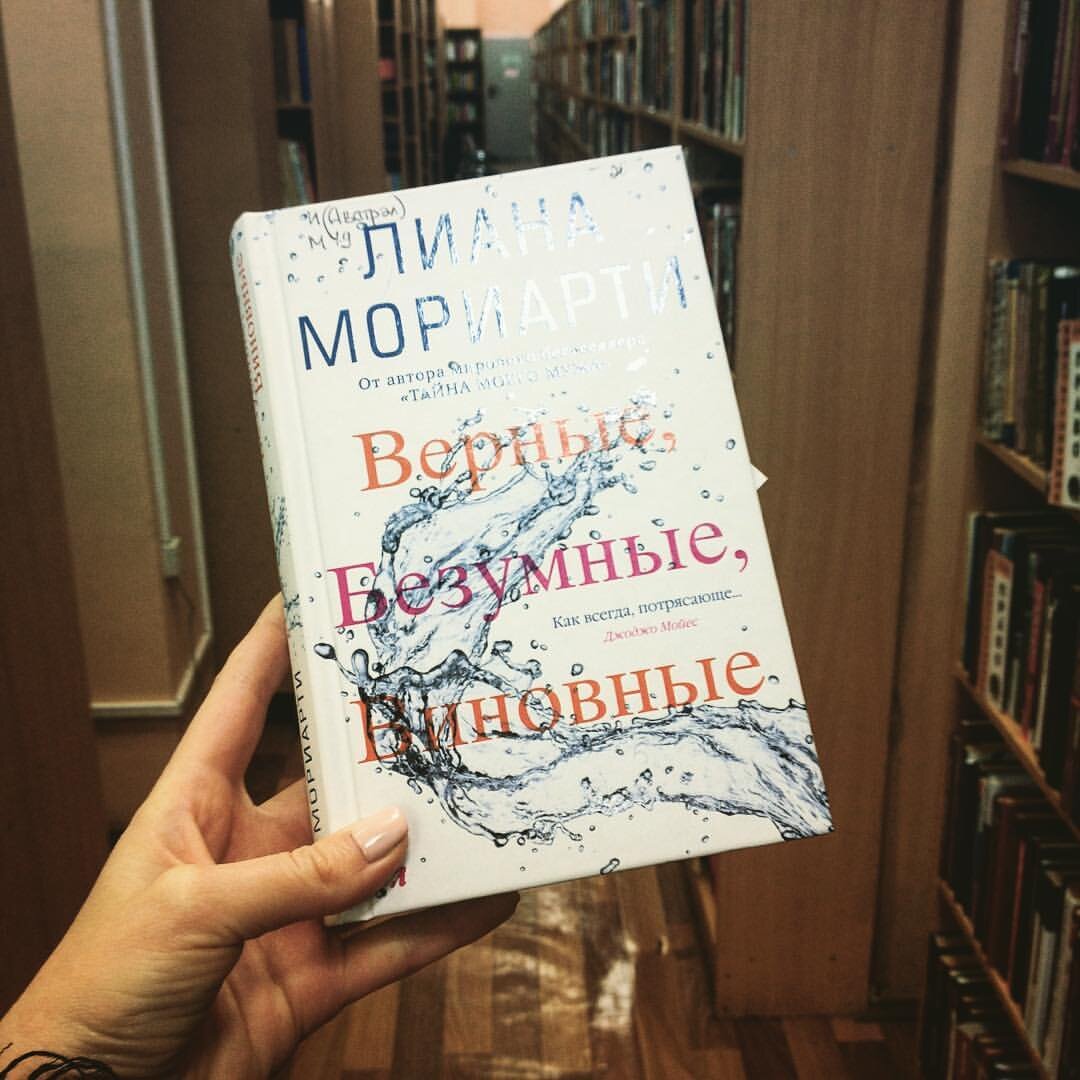 И(Австрал)
М 49
ЛИАНА
МОРИАРТИ
От автора мирового бестселлера
«ТАЙНА МОЕГО МУЖА»
Верные,
Безумные,
Как всегда, потрясающе...
Джоджо Мойес
Виновные
Виновные
МОРИАРТИ